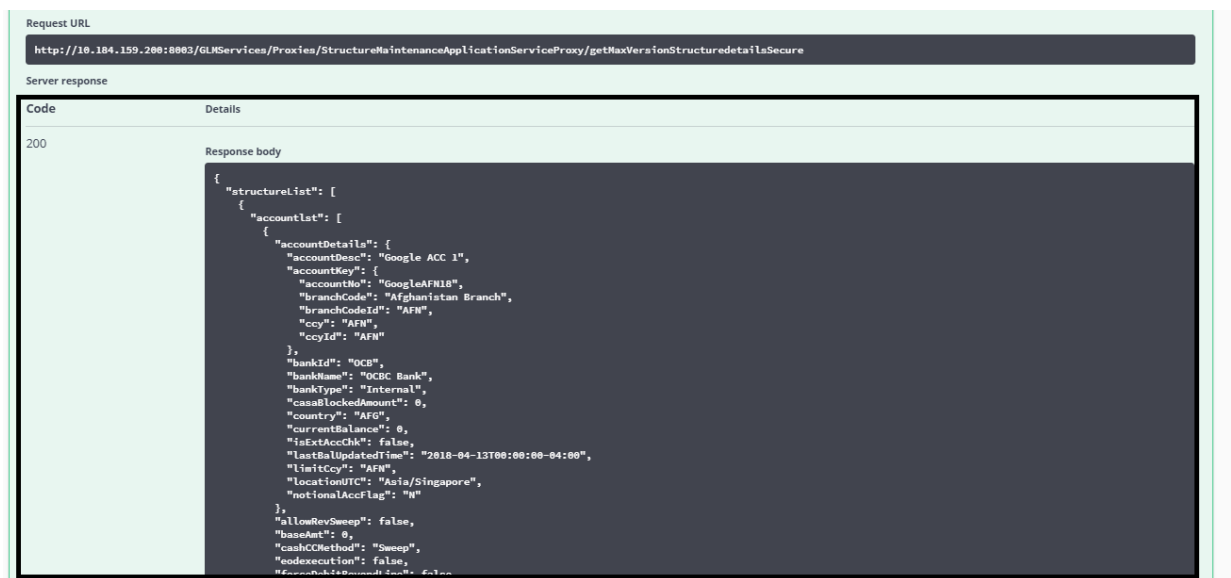 Request URL
http://10.184.159.200:8003/GLMServices/Proxies/StructureMaintenanceApplicationServiceProxy/getMaxVersionStructuredetailsSecure
Server response
Code Details
200
Response body
{
"structureList": [
{
"accountlst": [
{
"accountDetails": {
"accountDesc": "Google ACC 1",
"accountKey": {
"accountNo": "GoogleAFN18",
"branchCode": "Afghanistan Branch",
"branchCodeId": "AFN",
"ccy": "AFN",
"ccyId": "AFN"
},
"bankId": "OCB",
"bankName": "OCBC Bank",
"bankType": "Internal",
"casaBlockedAmount": 0,
"country": "AFG",
"currentBalance": 0,
"isExtAccChk": false,
"lastBalUpdatedTime": "2018-04-13T00:00:00-04:00",
"limitCcy": "AFN",
"locationUTC": "Asia/Singapore",
"notionalAccFlag": "N"
},
"allowRevSweep": false,
"baseAmt": 0,
"cashCCMethod": "Sweep",
"eodexecution": false,
"forceDebitBeyondLine": false